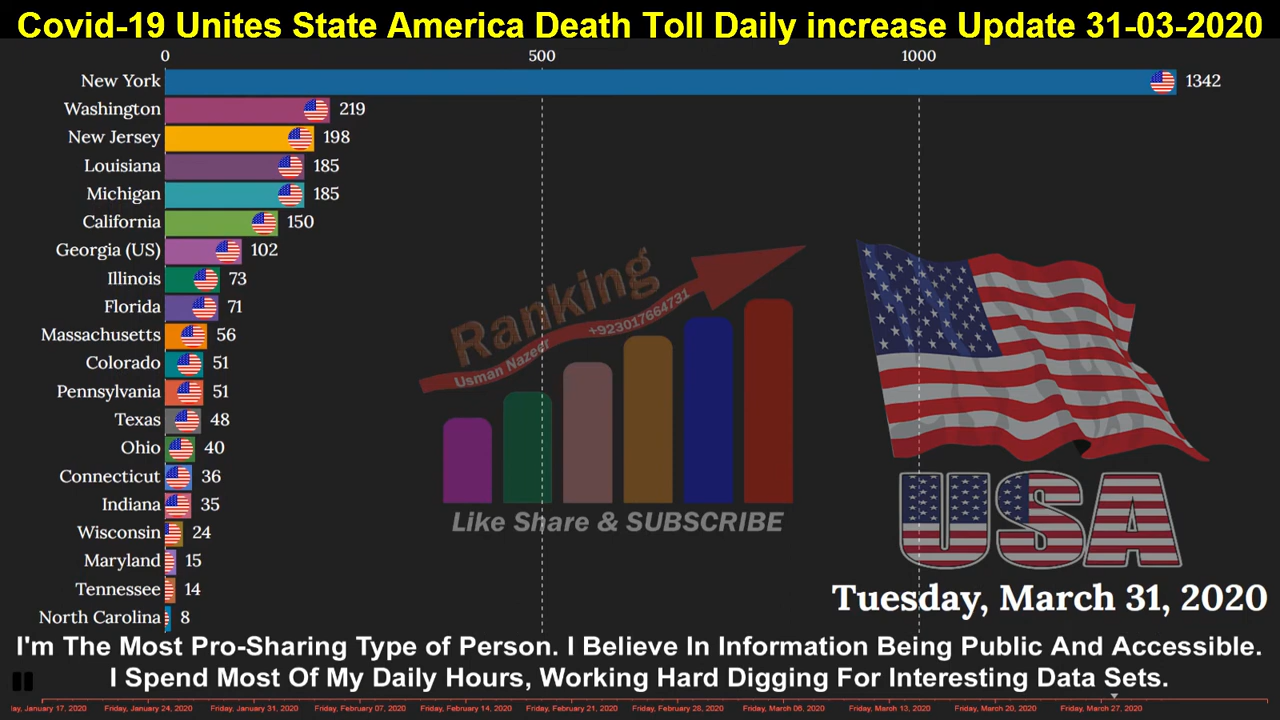 Covid-19 Unites State America Death Toll Daily increase Update 31-03-2020
0 500 1000
New York 1342
Washington 219
New Jersey 198
Louisiana 185
Michigan 185
California 150
Georgia (US) 102
Illinois 73
Florida 71
Massachusetts 56
Colorado 51
Pennsylvania 51
Texas 48
Ohio 40
Connecticut 36
Indiana 35
Wisconsin 24
Maryland 15
Tennessee 14
North Carolina 8
Ranking
Usman Nazeer +923017664731
Like Share & SUBSCRIBE
USA
Tuesday, March 31, 2020
I'm The Most Pro-Sharing Type of Person. I Believe In Information Being Public And Accessible.
I Spend Most Of My Daily Hours, Working Hard Digging For Interesting Data Sets.
ay, January 17, 2020 Friday, January 24, 2020 Friday, January 31, 2020 Friday, February 07, 2020 Friday, February 14, 2020 Friday, February 21, 2020 Friday, February 28, 2020 Friday, March 06, 2020 Friday, March 13, 2020 Friday, March 20, 2020 Friday, March 27, 2020